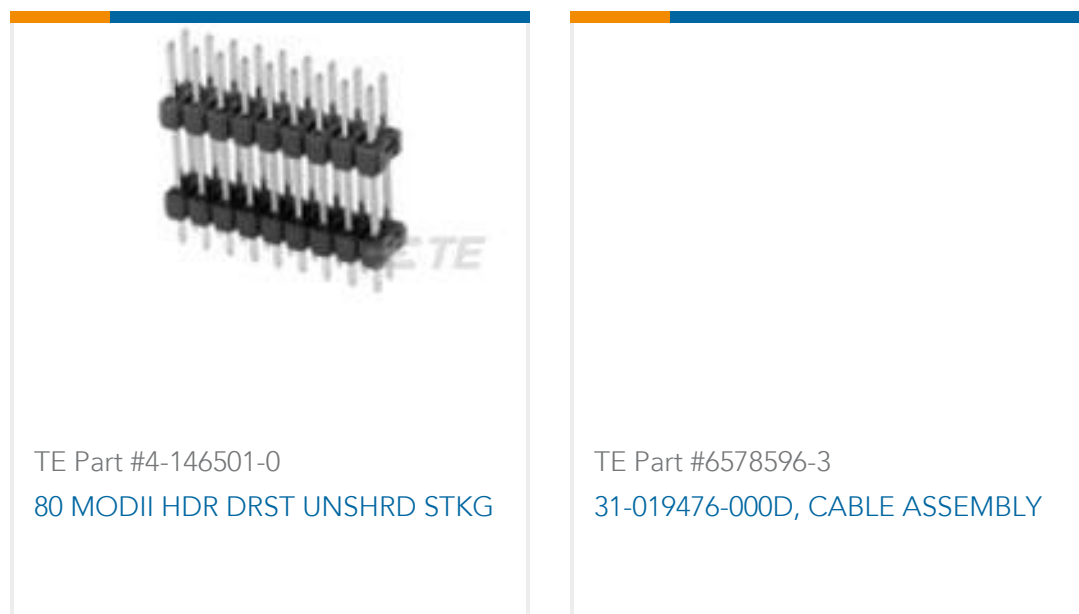 TE
TE Part #4-146501-0
80 MODII HDR DRST UNSHRD STKG
TE Part #6578596-3
31-019476-000D, CABLE ASSEMBLY